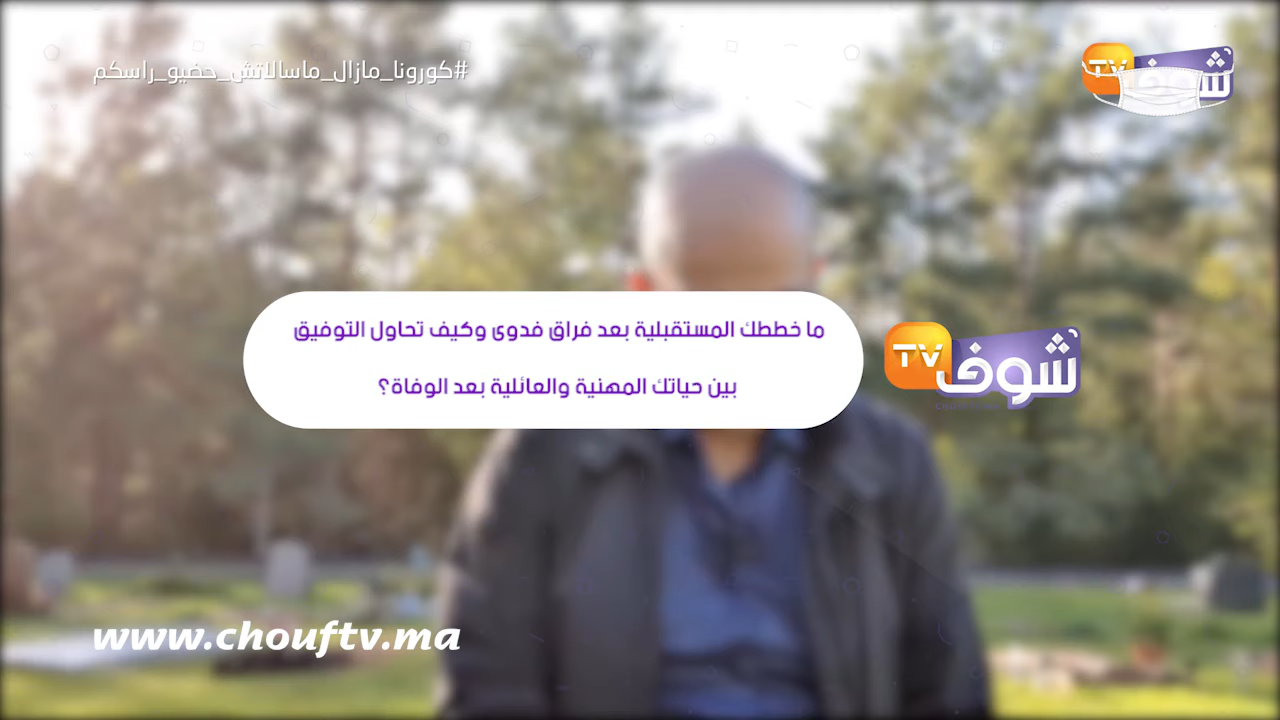 #كورونا_مازال_ماسالاتش_حضيو_راسكم
شوف TV
ما خططك المستقبلية بعد فراق فدوى وكيف تحاول التوفيق
بين حياتك المهنية والعائلية بعد الوفاة؟
شوف TV
www.chouftv.ma